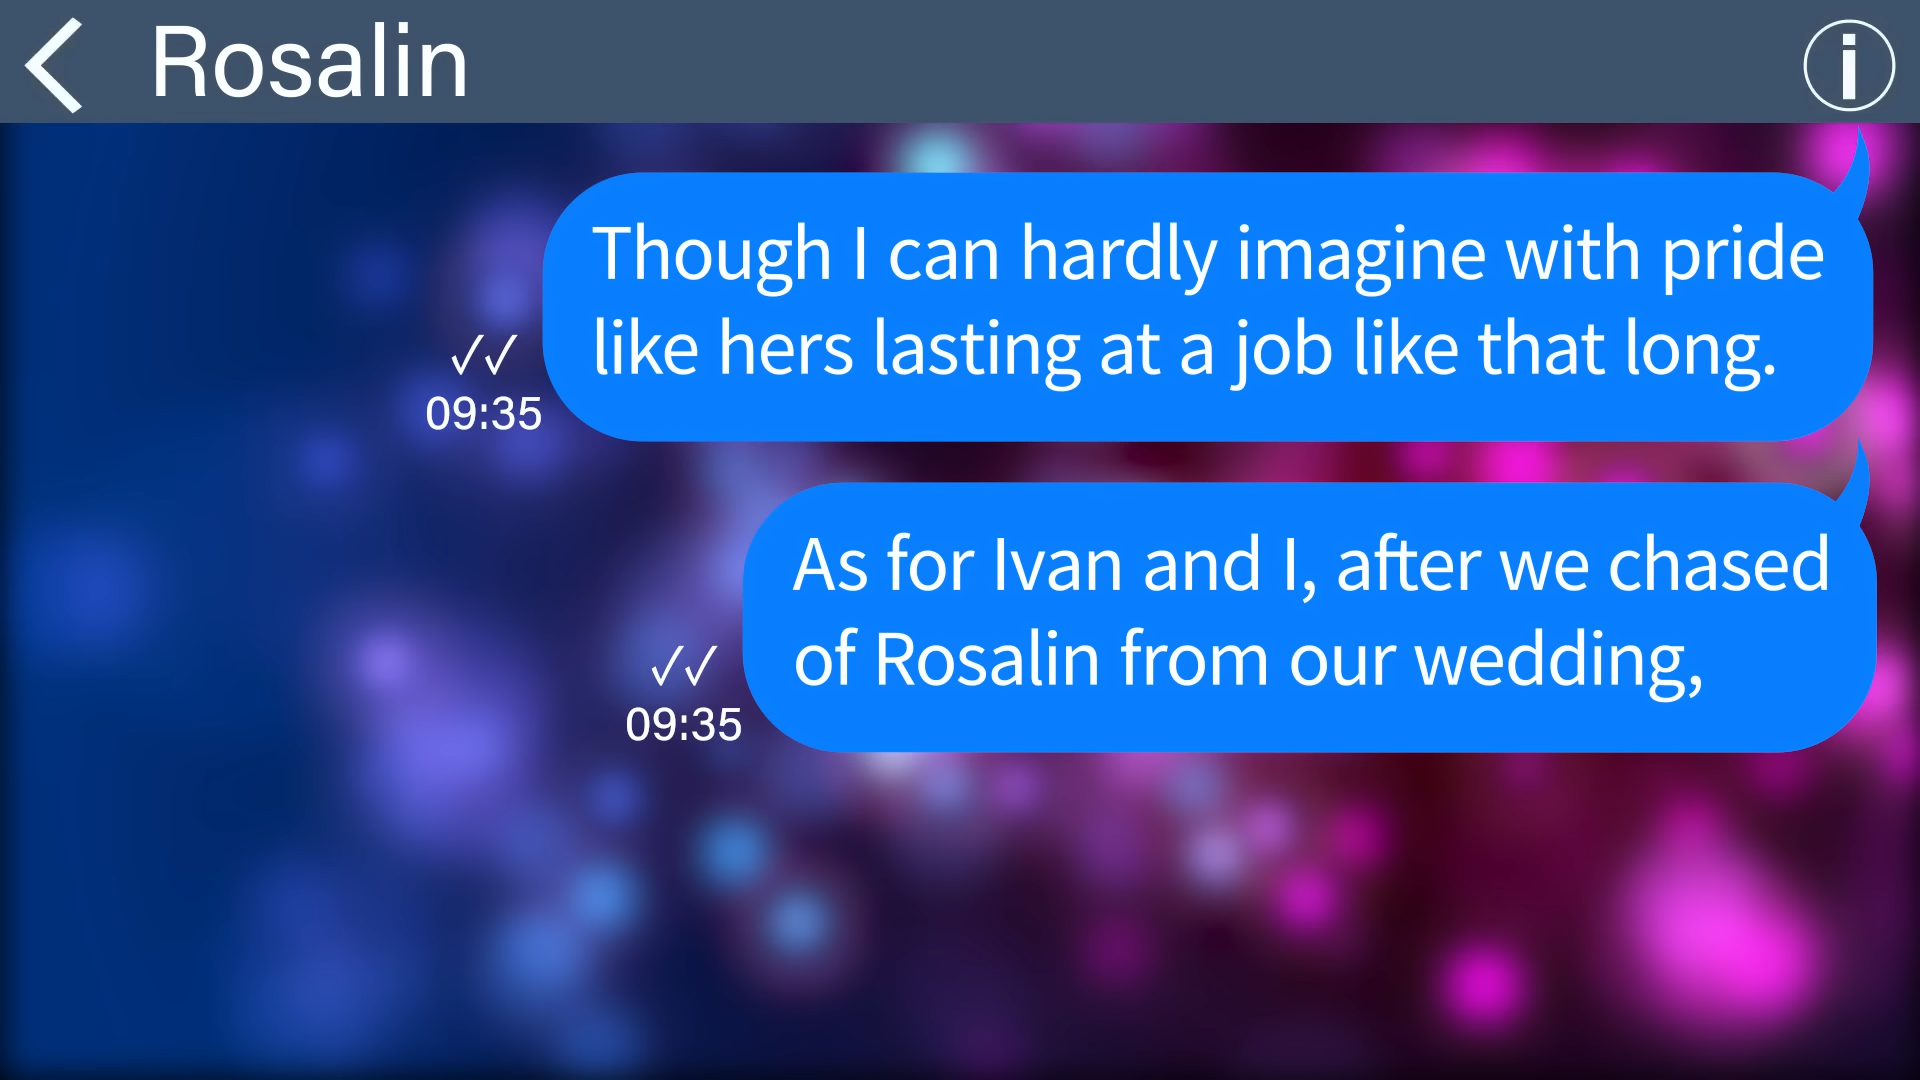 Rosalin
Though I can hardly imagine with pride
like hers lasting at a job like that long.
✓✓
09:35
As for Ivan and I, after we chased
of Rosalin from our wedding,
✓✓
09:35